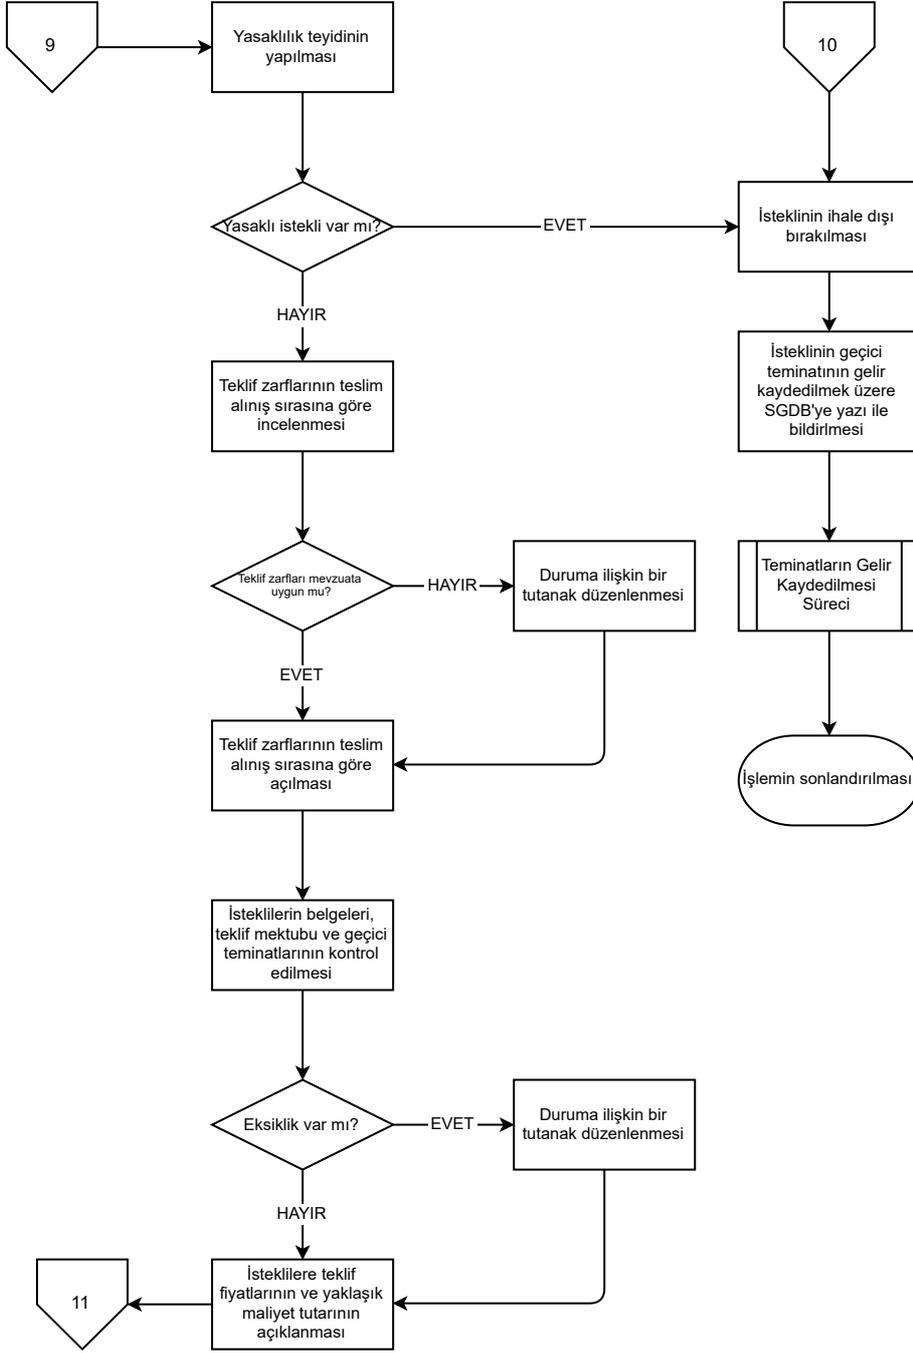 9
Yasaklılık teyidinin
yapılması
10
Yasaklı istekli var mı?
EVET
İsteklinin ihale dışı
bırakılması
HAYIR
Teklif zarflarının teslim
alınış sırasına göre
incelenmesi
İsteklinin geçici
teminatının gelir
kaydedilmek üzere
SGDB'ye yazı ile
bildirlmesi
Teklif zarfları mevzuata
uygun mu?
HAYIR
Duruma ilişkin bir
tutanak düzenlenmesi
Teminatların Gelir
Kaydedilmesi
Süreci
EVET
Teklif zarflarının teslim
alınış sırasına göre
açılması
İşlemin sonlandırılması
İsteklilerin belgeleri,
teklif mektubu ve geçici
teminatlarının kontrol
edilmesi
Eksiklik var mı?
EVET
Duruma ilişkin bir
tutanak düzenlenmesi
HAYIR
İsteklilere teklif
fiyatlarının ve yaklaşık
maliyet tutarının
açıklanması
11